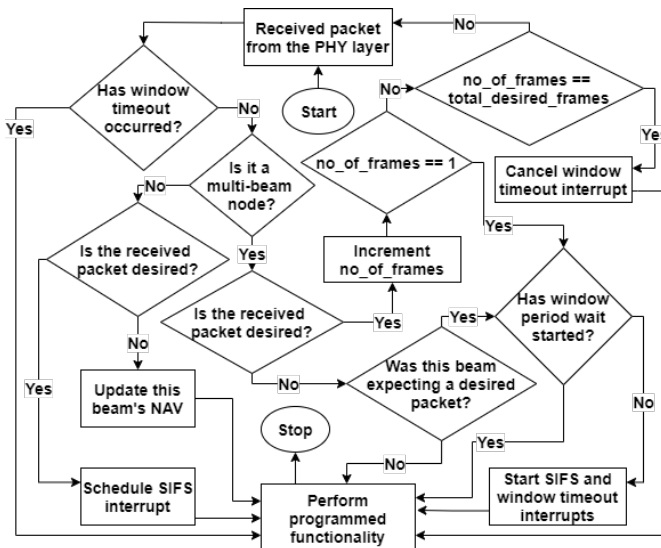 Received packet
from the PHY layer
No
no_of_frames ==
total_desired_frames
Has window
timeout
occurred?
Start
No
Yes
No
Yes
Is it a
multi-beam
node?
no_of_frames == 1
Cancel window
timeout interrupt
No
Yes
Is the received
packet desired?
Yes
Increment
no_of_frames
Is the received
packet desired?
Yes
Has window
period wait
started?
Yes
No
Was this beam
expecting a desired
packet?
No
Yes
Update this
beam's NAV
No
Stop
Yes
No
Schedule SIFS
interrupt
Perform
programmed
functionality
Start SIFS and
window timeout
interrupts